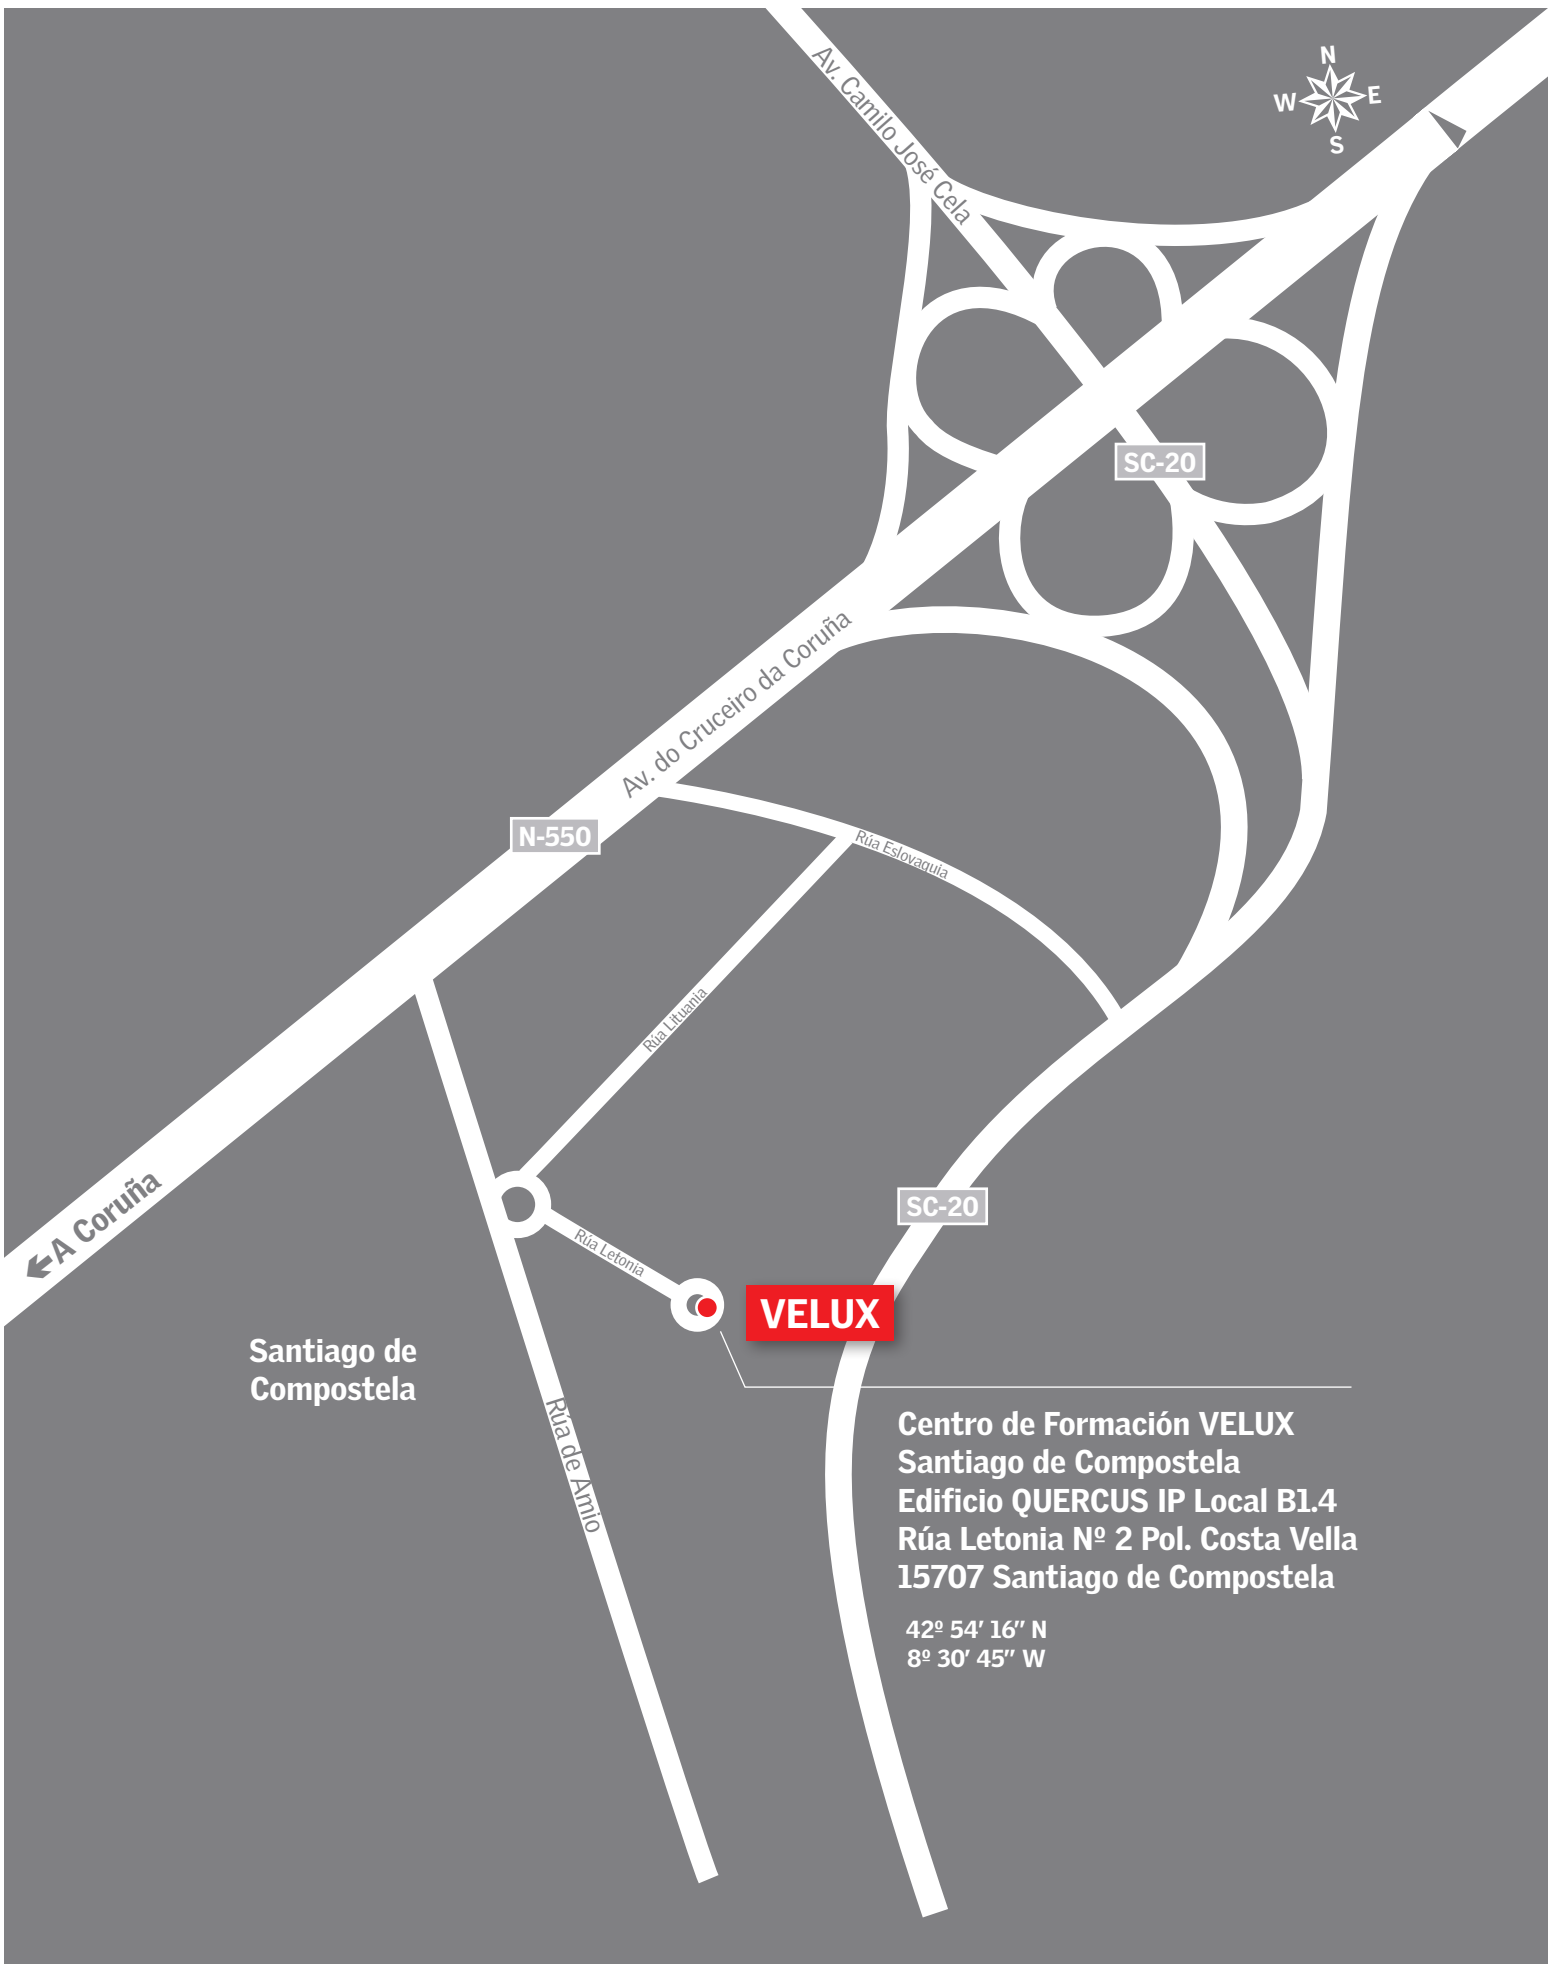 N
W
E
S
Av. Camilo José Cela
SC-20
Av. do Cruceiro da Coruña
N-550
Rúa Eslovaquia
Rúa Lituania
A Coruña
SC-20
Rúa Letonia
VELUX
Santiago de
Compostela
Rúa de Amio
Centro de Formación VELUX
Santiago de Compostela
Edificio QUERCUS IP Local B1.4
Rúa Letonia Nº 2 Pol. Costa Vella
15707 Santiago de Compostela
42º 54’ 16” N
8º 30’ 45” W